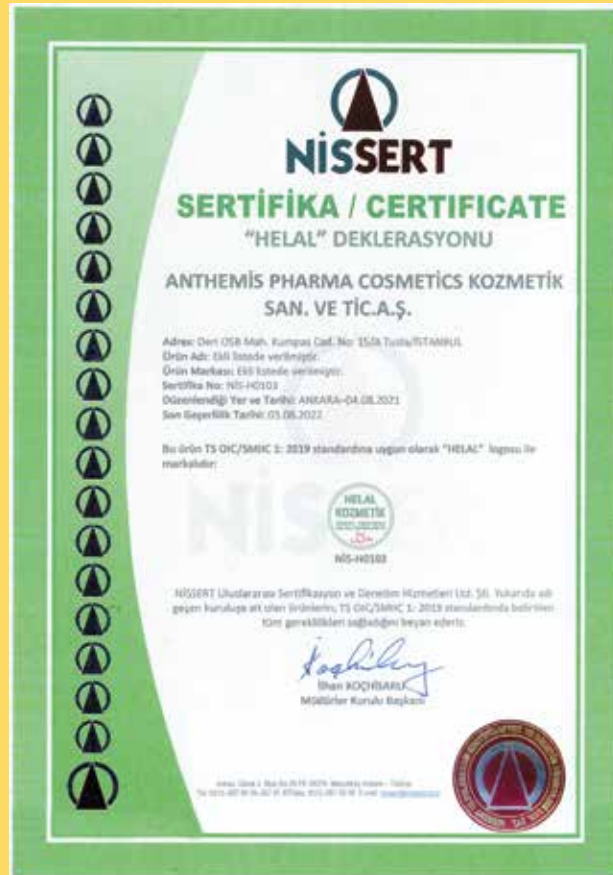 NİSSERT
SERTİFİKA / CERTIFICATE
"HELAL" DEKLERASYONU
ANTHEMİS PHARMA COSMETICS KOZMETİK
SAN. VE TİC.A.Ş.
Adres: Deri OSB Mah. Kumpas Cad. No: 15/A Tuzla/İSTANBUL
Ürün Adı: Ekli listede verilmiştir.
Ürün Markası: Ekli listede verilmiştir.
Sertifika No: NİS-H0103
Düzenlendiği Yer ve Tarihi: ANKARA-04.08.2021
Son Geçerlilik Tarihi: 03.08.2022
Bu ürün TS OIC/SMIIC 1: 2019 standardına uygun olarak "HELAL" logosu ile
markalıdır:
HELAL
KOZMETİK
NİS-H0103
NİSSERT Uluslararası Sertifikasyon ve Denetim Hizmetleri Ltd. Şti. Yukarıda adı
geçen kuruluşa ait olan ürünlerin, TS OIC/SMIIC 1: 2019 standardında belirtilen
tüm gereklilikleri sağladığını beyan ederiz.
İlhan KOÇHİSARLI
Müdürler Kurulu Başkanı